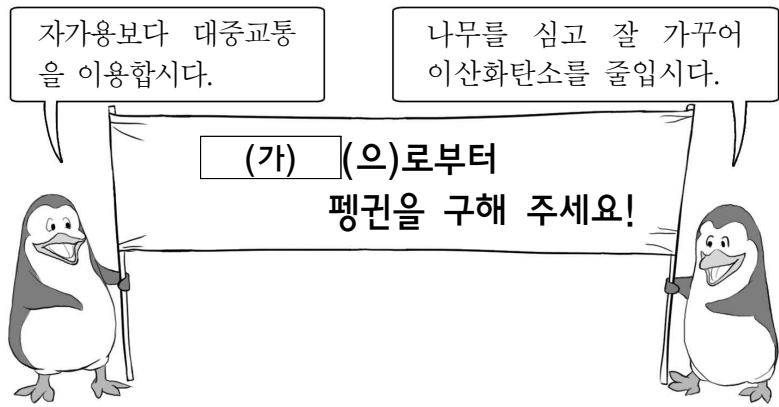 자가용보다 대중교통
을 이용합시다.
나무를 심고 잘 가꾸어
이산화탄소를 줄입시다.
(가) (으)로부터
펭귄을 구해 주세요!